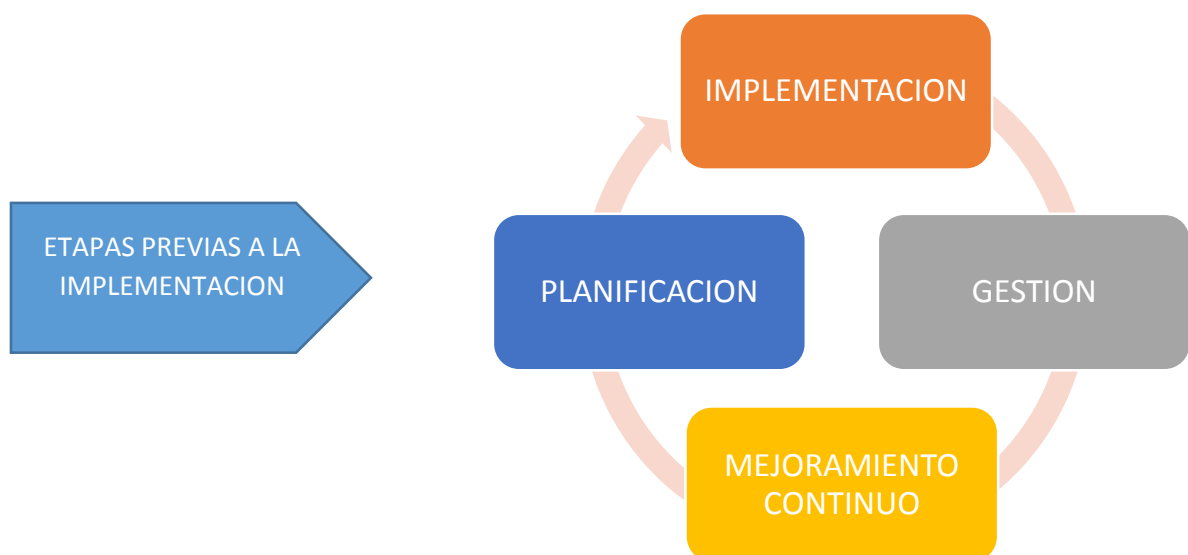 IMPLEMENTACION
ETAPAS PREVIAS A LA
IMPLEMENTACION
PLANIFICACION
GESTION
MEJORAMIENTO
CONTINUO